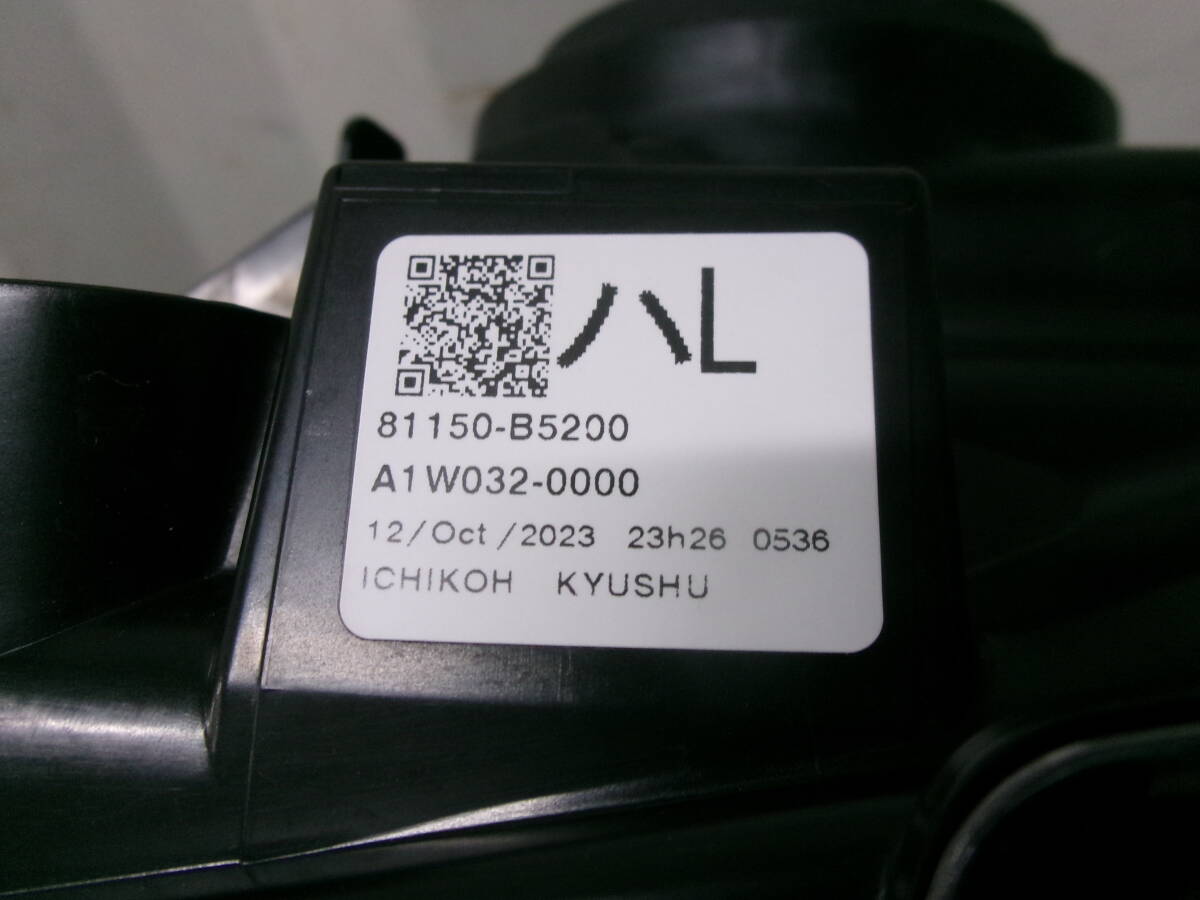 ハL
81150-B5200
A1W032-0000
12/Oct/2023 23h26 0536
ICHIKOH KYUSHU